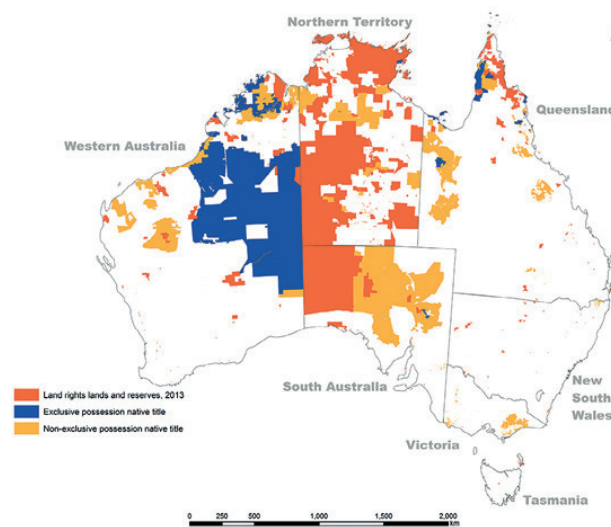 Northern Territory
Queensland
Western Australia
Land rights lands and reserves, 2013
Exclusive possession native title
Non-exclusive possession native title
South Australia
New
South
Wales
Victoria
Tasmania
0 250 500 1,000 1,500 2,000
km